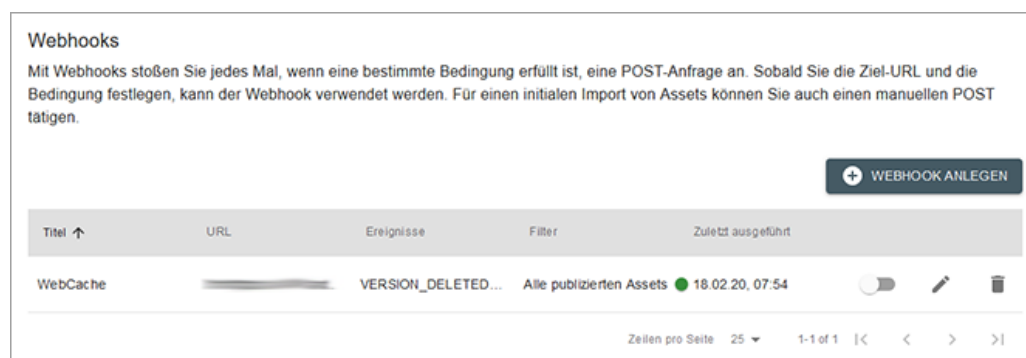 Webhooks
Mit Webhooks stoßen Sie jedes Mal, wenn eine bestimmte Bedingung erfüllt ist, eine POST-Anfrage an. Sobald Sie die Ziel-URL und die
Bedingung festlegen, kann der Webhook verwendet werden. Für einen initialen Import von Assets können Sie auch einen manuellen POST
tätigen.
WEBHOOK ANLEGEN
Titel URL Ereignisse Filter Zuletzt ausgeführt
WebCache VERSION_DELETED... Alle publizierten Assets 18.02.20, 07:54
Zeilen pro Seite 25 1-1 of 1